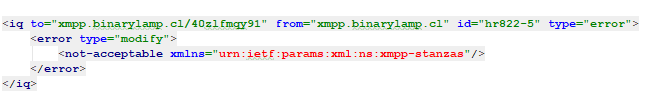 <iq to="xmpp.binarylamp.cl/40zlfmqy91" from="xmpp.binarylamp.cl" id="hr822-5" type="error">
<error type="modify">
<not-acceptable xmlns="urn:ietf:params:xml:ns:xmpp-stanzas"/>
</error>
</iq>